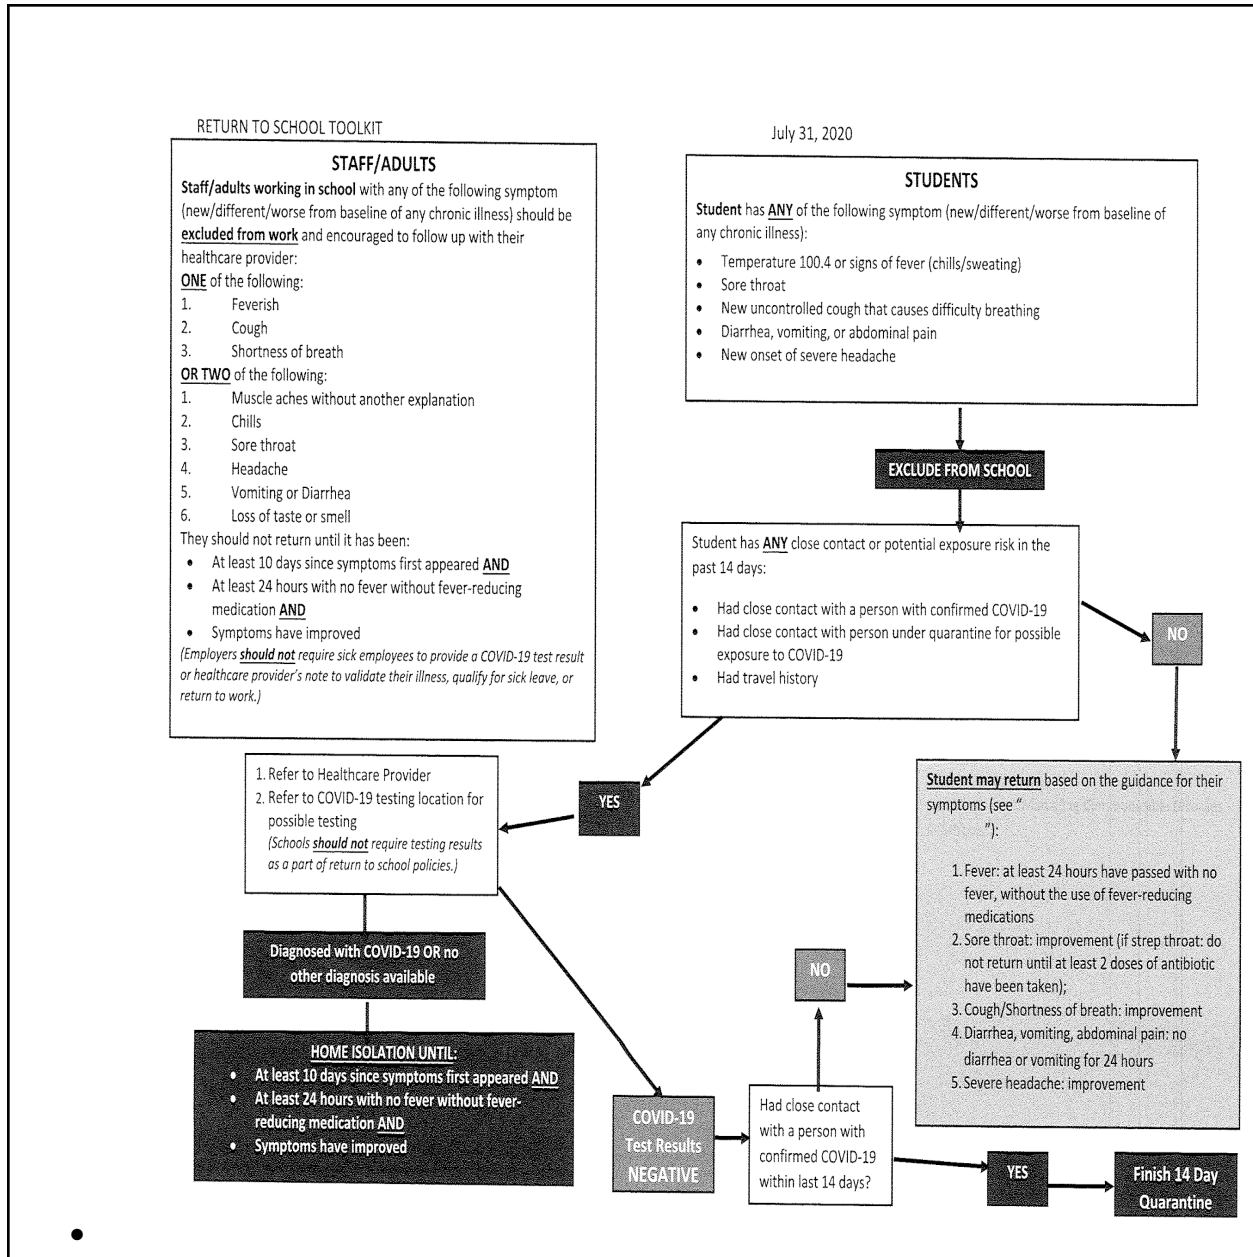 RETURN TO SCHOOL TOOLKIT
July 31, 2020
STAFF/ADULTS
Staff/adults working in school with any of the following symptom
(new/different/worse from baseline of any chronic illness) should be
excluded from work and encouraged to follow up with their
healthcare provider:
ONE of the following:
1. Feverish
2. Cough
3. Shortness of breath
OR TWO of the following:
1. Muscle aches without another explanation
2. Chills
3. Sore throat
4. Headache
5. Vomiting or Diarrhea
6. Loss of taste or smell
They should not return until it has been:
• At least 10 days since symptoms first appeared AND
• At least 24 hours with no fever without fever-reducing
medication AND
• Symptoms have improved
(Employers should not require sick employees to provide a COVID-19 test result
or healthcare provider's note to validate their illness, qualify for sick leave, or
return to work.)
STUDENTS
Student has ANY of the following symptom (new/different/worse from baseline of
any chronic illness):
• Temperature 100.4 or signs of fever (chills/sweating)
• Sore throat
• New uncontrolled cough that causes difficulty breathing
• Diarrhea, vomiting, or abdominal pain
• New onset of severe headache
EXCLUDE FROM SCHOOL
Student has ANY close contact or potential exposure risk in the
past 14 days:
• Had close contact with a person with confirmed COVID-19
• Had close contact with person under quarantine for possible
exposure to COVID-19
• Had travel history
NO
YES
1. Refer to Healthcare Provider
2. Refer to COVID-19 testing location for
possible testing
(Schools should not require testing results
as a part of return to school policies.)
Diagnosed with COVID-19 OR no
other diagnosis available
HOME ISOLATION UNTIL:
• At least 10 days since symptoms first appeared AND
• At least 24 hours with no fever without fever-
reducing medication AND
• Symptoms have improved
COVID-19
Test Results
NEGATIVE
Had close contact
with a person with
confirmed COVID-19
within last 14 days?
NO
YES
Finish 14 Day
Quarantine
Student may return based on the guidance for their
symptoms (see "
"):
1. Fever: at least 24 hours have passed with no
fever, without the use of fever-reducing
medications
2. Sore throat: improvement (if strep throat: do
not return until at least 2 doses of antibiotic
have been taken);
3. Cough/Shortness of breath: improvement
4. Diarrhea, vomiting, abdominal pain: no
diarrhea or vomiting for 24 hours
5. Severe headache: improvement